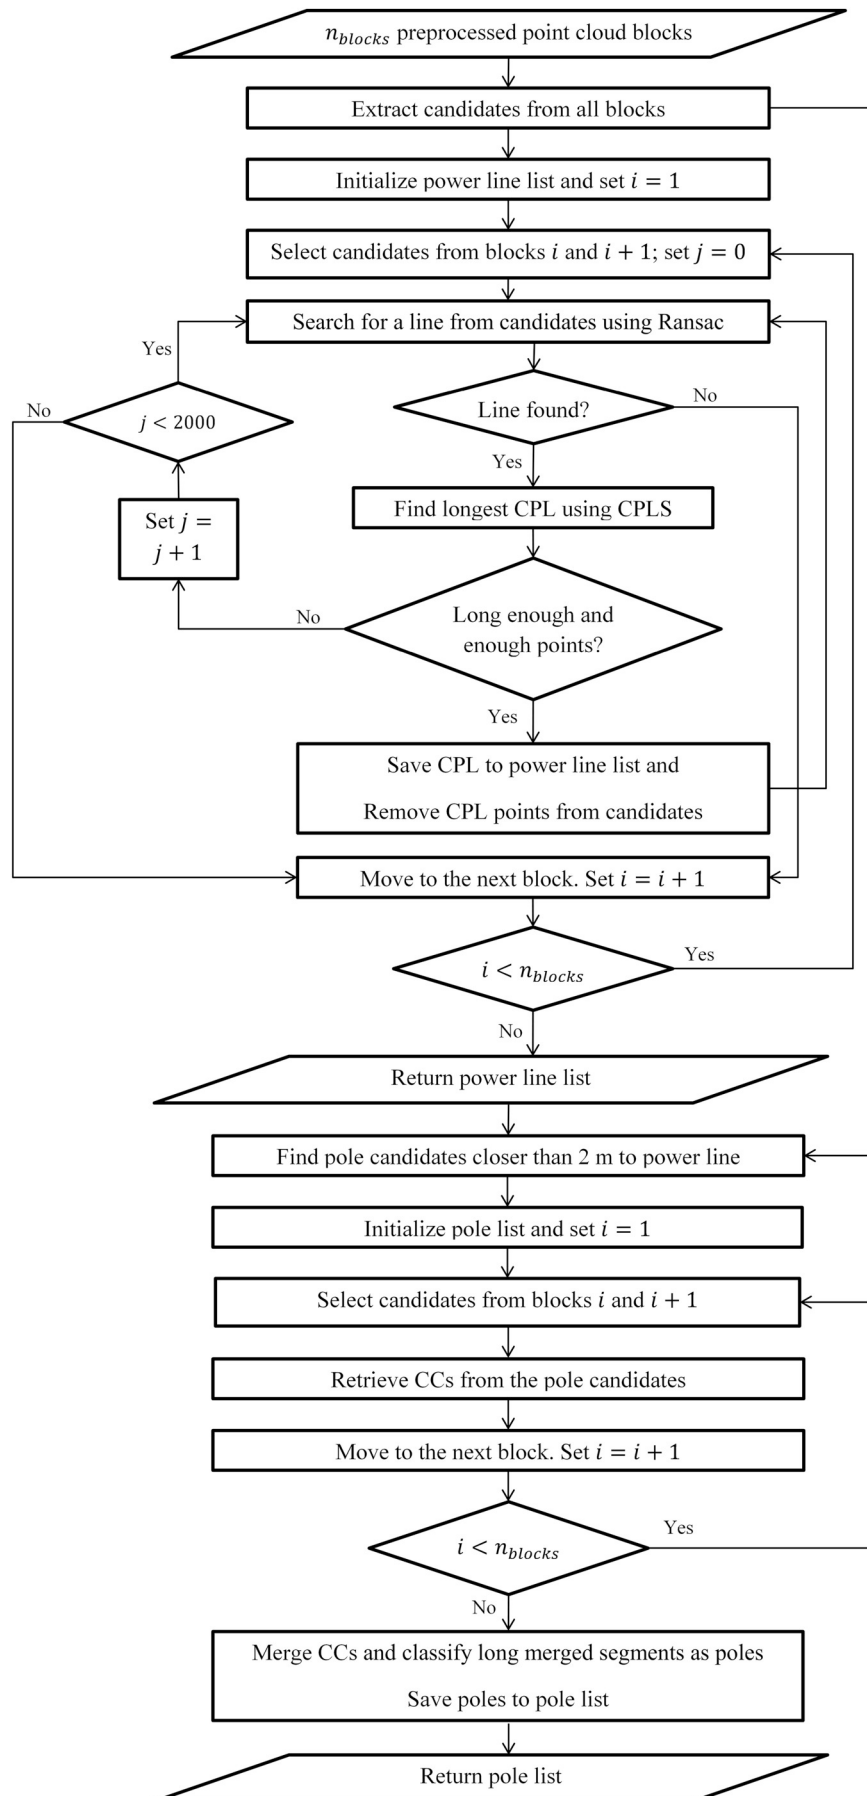 n_blocks preprocessed point cloud blocks
Extract candidates from all blocks
Initialize power line list and set i = 1
Select candidates from blocks i and i + 1; set j = 0
Search for a line from candidates using Ransac
Yes
No
j < 2000
Line found?
No
Yes
Set j =
j + 1
Find longest CPL using CPLS
No
Long enough and
enough points?
Yes
Save CPL to power line list and
Remove CPL points from candidates
Move to the next block. Set i = i + 1
i < n_blocks
Yes
No
Return power line list
Find pole candidates closer than 2 m to power line
Initialize pole list and set i = 1
Select candidates from blocks i and i + 1
Retrieve CCs from the pole candidates
Move to the next block. Set i = i + 1
i < n_blocks
Yes
No
Merge CCs and classify long merged segments as poles
Save poles to pole list
Return pole list